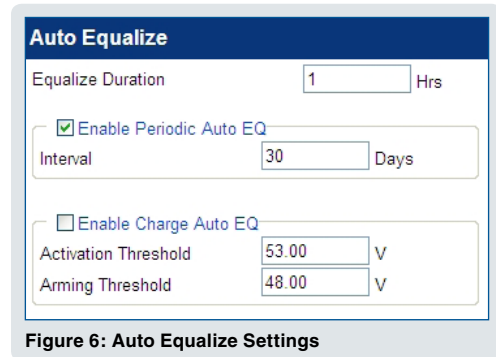 Auto Equalize
Equalize Duration 1 Hrs
Enable Periodic Auto EQ
Interval 30 Days
Enable Charge Auto EQ
Activation Threshold 53.00 V
Arming Threshold 48.00 V
Figure 6: Auto Equalize Settings